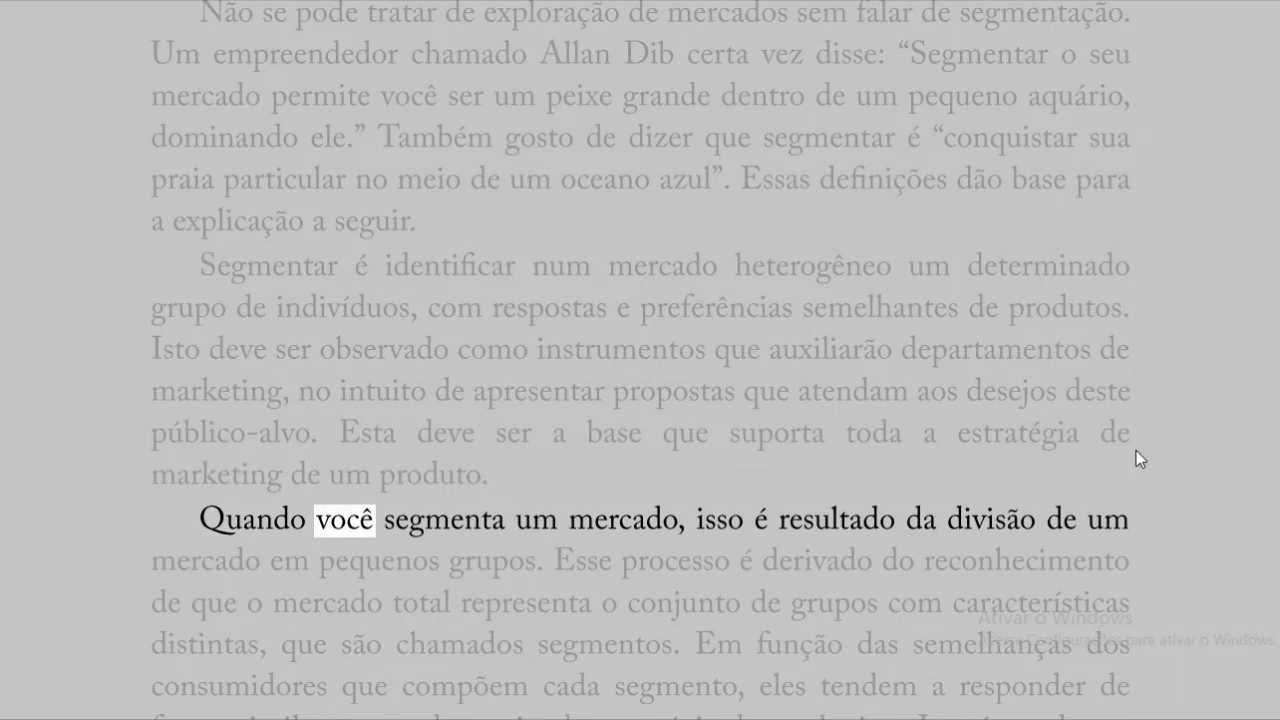 Não se pode tratar de exploração de mercados sem falar de segmentação.
Um empreendedor chamado Allan Dib certa vez disse: “Segmentar o seu
mercado permite você ser um peixe grande dentro de um pequeno aquário,
dominando ele.” Também gosto de dizer que segmentar é “conquistar sua
praia particular no meio de um oceano azul”. Essas definições dão base para
a explicação a seguir.
Segmentar é identificar num mercado heterogêneo um determinado
grupo de indivíduos, com respostas e preferências semelhantes de produtos.
Isto deve ser observado como instrumentos que auxiliarão departamentos de
marketing, no intuito de apresentar propostas que atendam aos desejos deste
público-alvo. Esta deve ser a base que suporta toda a estratégia de
marketing de um produto.
Quando você segmenta um mercado, isso é resultado da divisão de um
mercado em pequenos grupos. Esse processo é derivado do reconhecimento
de que o mercado total representa o conjunto de grupos com características
Ativar o Windows
distintas, que são chamados segmentos. Em função das semelhanças dos
Configurações para ativar o Windows.
consumidores que compõem cada segmento, eles tendem a responder de